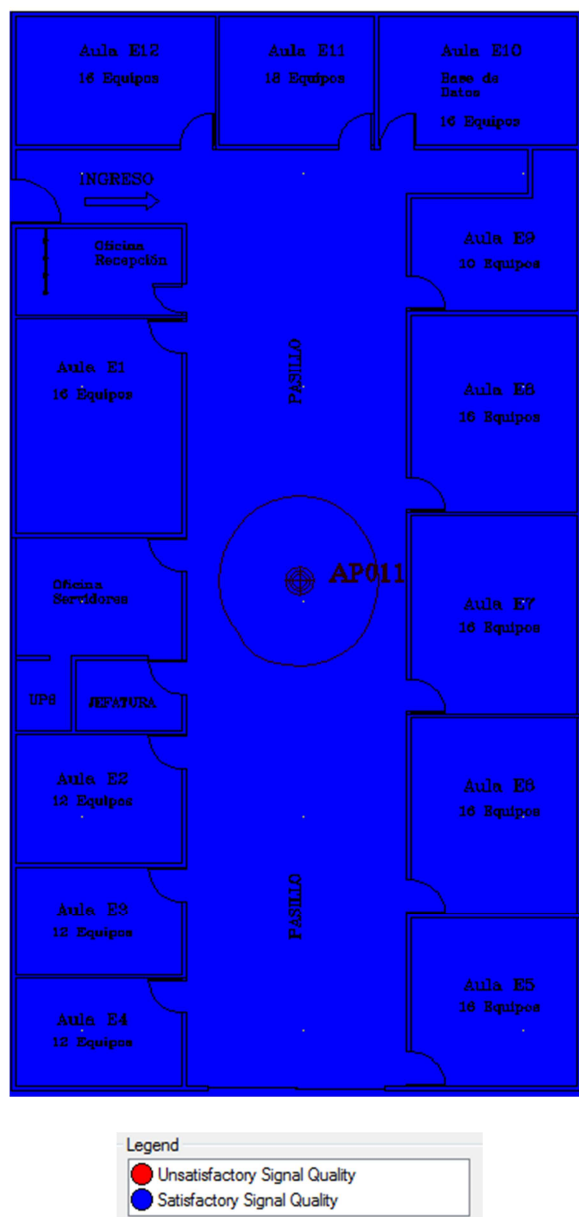 Aula E12
16 Equipos
Aula E11
18 Equipos
Aula E10
Base de
Datos
16 Equipos
INGRESO
Oficina
Recepción
Aula E9
10 Equipos
Aula E1
16 Equipos
PASILLO
Aula E8
16 Equipos
AP011
Oficina
Servidores
Aula E7
16 Equipos
UPS
JEFATURA
Aula E2
12 Equipos
Aula E6
16 Equipos
Aula E3
12 Equipos
PASILLO
Aula E4
12 Equipos
Aula E5
16 Equipos
Legend
Unsatisfactory Signal Quality
Satisfactory Signal Quality